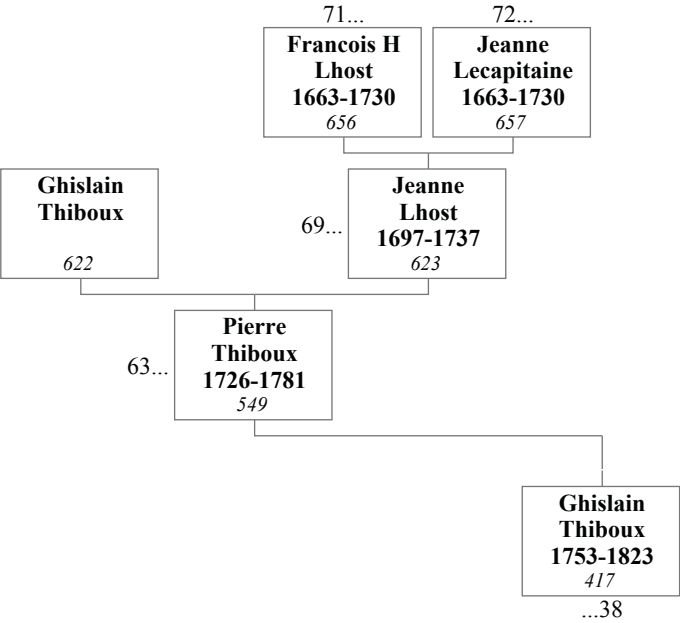 71...
Francois H
Lhost
1663-1730
656
72...
Jeanne
Lecapitaine
1663-1730
657
Ghislain
Thiboux
622
69...
Jeanne
Lhost
1697-1737
623
63...
Pierre
Thiboux
1726-1781
549
Ghislain
Thiboux
1753-1823
417
...38